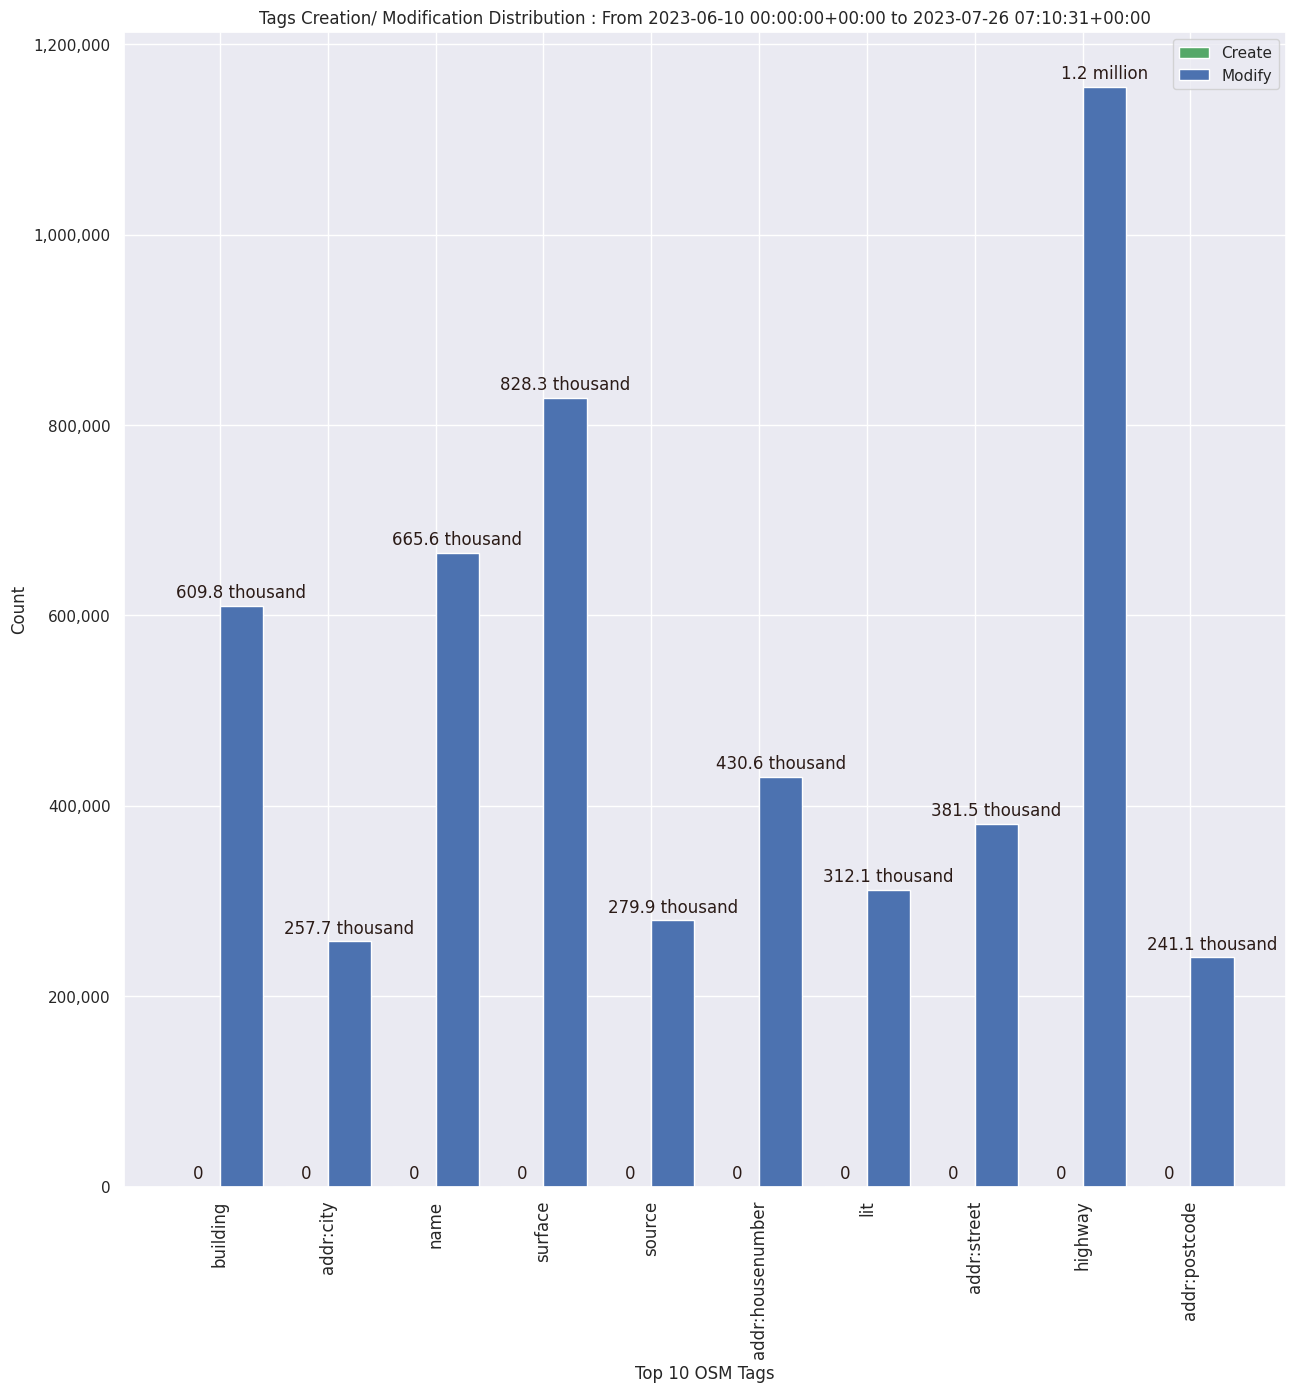 Tags Creation/ Modification Distribution : From 2023-06-10 00:00:00+00:00 to 2023-07-26 07:10:31+00:00
Create
Modify
1,200,000
1,000,000
800,000
600,000
400,000
200,000
0
Count
609.8 thousand
257.7 thousand
665.6 thousand
828.3 thousand
279.9 thousand
430.6 thousand
312.1 thousand
381.5 thousand
1.2 million
241.1 thousand
0
0
0
0
0
0
0
0
0
0
building
addr:city
name
surface
source
addr:housenumber
lit
addr:street
highway
addr:postcode
Top 10 OSM Tags